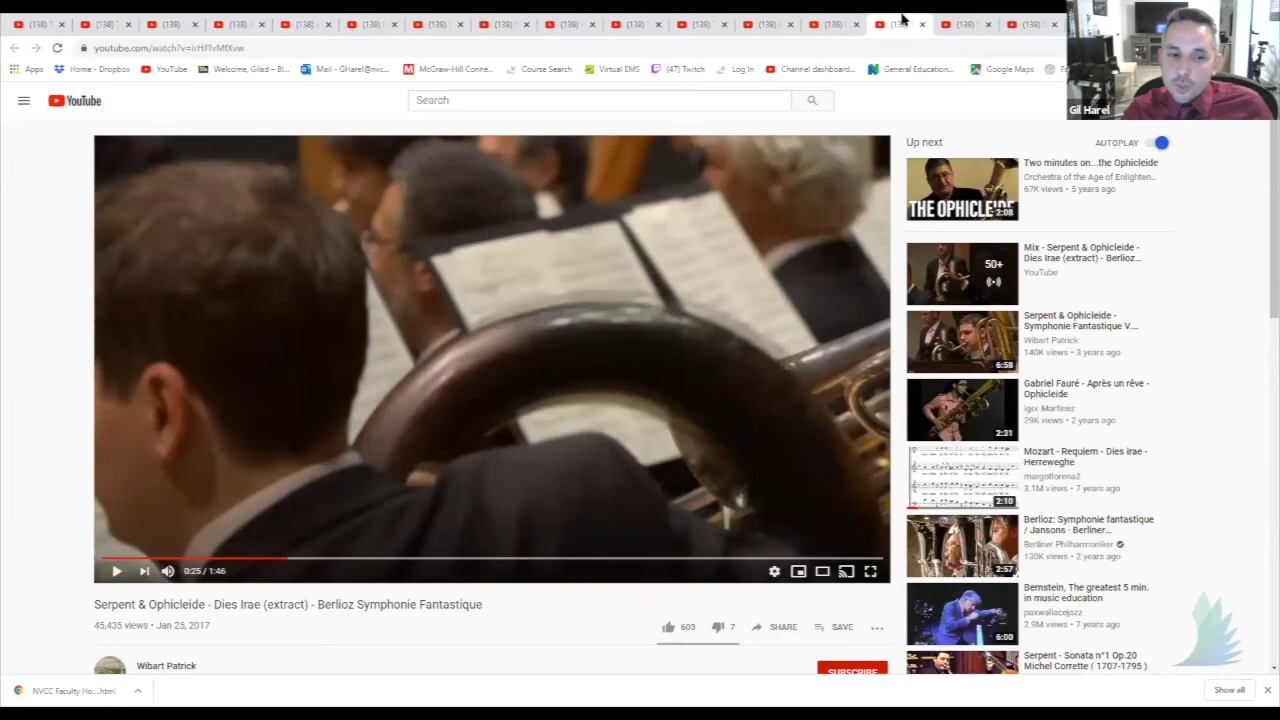 youtube.com/watch?v=
Apps Home - Dropbox YouTube Welcome, Gilad – Bl... Mail - GHarel@nvc... McGraw-Hill Conne... Course Search Virtual EMS (47) Twitch Log In Channel dashboard... General Education... Google Maps
Gil Harel
YouTube
Search
Up next
AUTOPLAY
Two minutes on...the Ophicleide
Orchestra of the Age of Enlighten...
67K views • 5 years ago
THE OPHICLEIDE
2:08
Mix - Serpent & Ophicleide -
Dies Irae (extract) - Berlioz...
YouTube
50+
Serpent & Ophicleide -
Symphonie Fantastique V....
Wibart Patrick
140K views • 3 years ago
6:58
Gabriel Fauré - Après un rêve -
Ophicleide
Igor Martinez
29K views • 2 years ago
2:31
Mozart - Requiem - Dies irae -
Herreweghe
margotlorena2
3.1M views • 7 years ago
2:10
Berlioz: Symphonie fantastique
/ Jansons · Berliner...
Berliner Philharmoniker
130K views • 2 years ago
2:57
Bernstein, The greatest 5 min.
in music education
paxwallacejazz
2.9M views • 7 years ago
6:00
Serpent - Sonata n°1 Op.20
Michel Corrette ( 1707-1795 )
0:25 / 1:46
Serpent & Ophicleide - Dies Irae (extract) - Berlioz Symphonie Fantastique
45,435 views • Jan 25, 2017
603 7 SHARE SAVE
Wibart Patrick
SUBSCRIBE
NVCC Faculty Ho....html
Show all